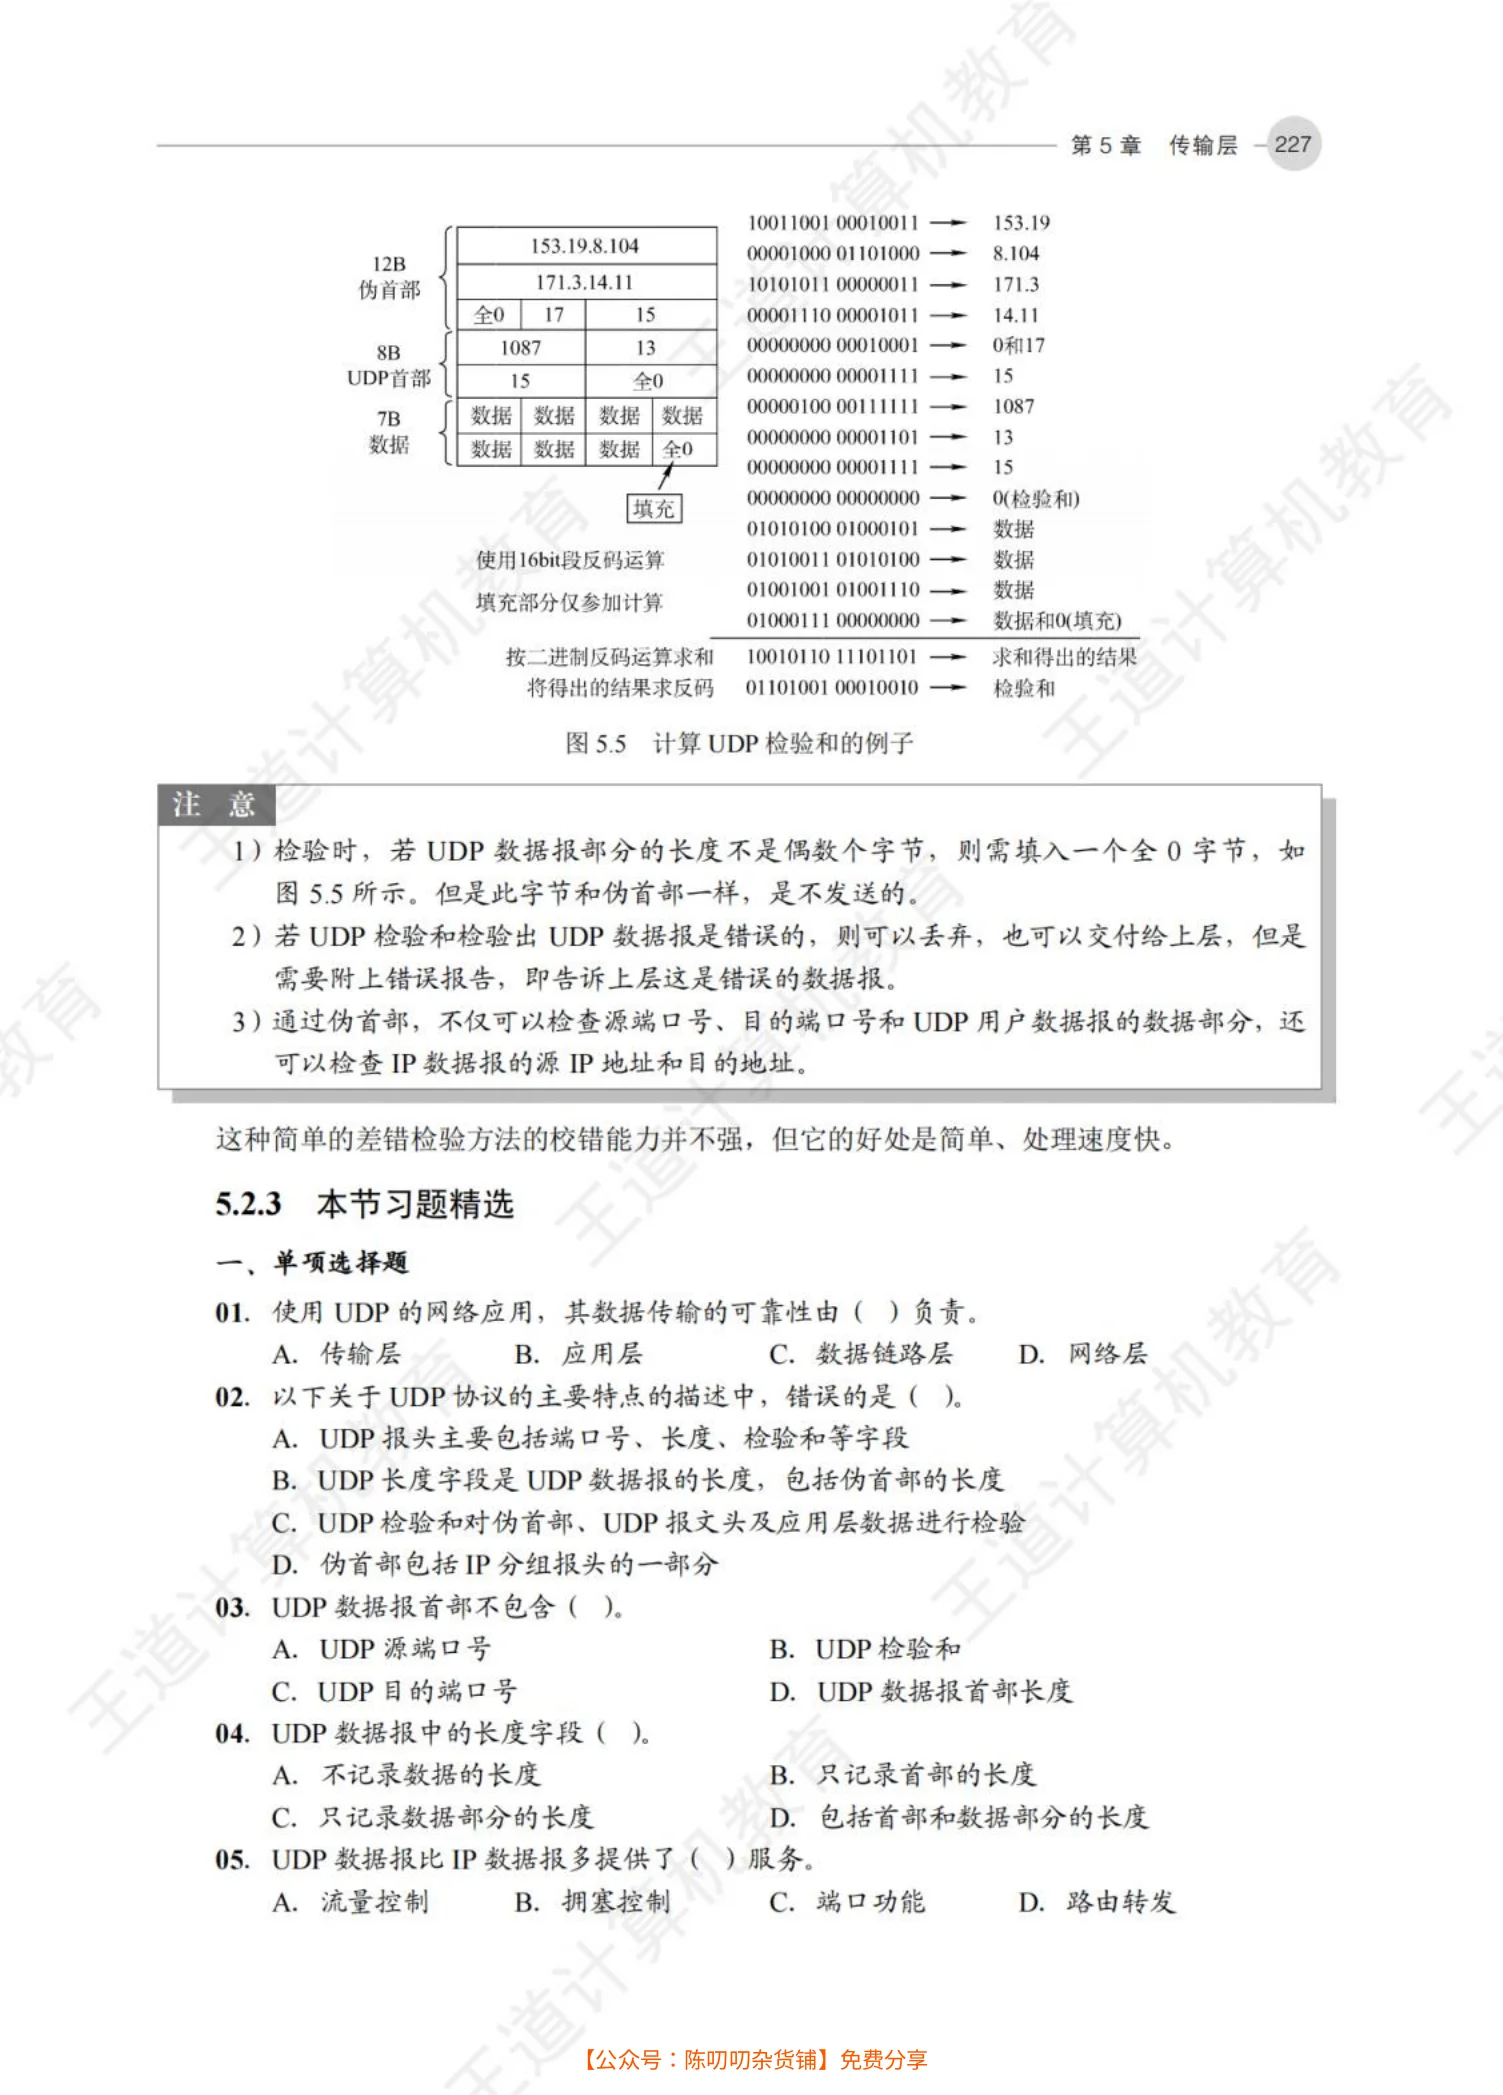 第 5 章 传输层 227
12B
伪首部
153.19.8.104
171.3.14.11
全0 17 15
8B
UDP首部
1087 13
15 全0
7B
数据
数据 数据 数据 数据
数据 数据 数据 全0
填充
使用16bit段反码运算
填充部分仅参加计算
10011001 00010011 → 153.19
00001000 01101000 → 8.104
10101011 00000011 → 171.3
00001110 00001011 → 14.11
00000000 00010001 → 0和17
00000000 00001111 → 15
00000100 00111111 → 1087
00000000 00001101 → 13
00000000 00001111 → 15
00000000 00000000 → 0(检验和)
01010100 01000101 → 数据
01010011 01010100 → 数据
01001001 01001110 → 数据
01000111 00000000 → 数据和0(填充)
按二进制反码运算求和 10010110 11101101 → 求和得出的结果
将得出的结果求反码 01101001 00010010 → 检验和
图 5.5 计算 UDP 检验和的例子
注 意
1）检验时，若 UDP 数据报部分的长度不是偶数个字节，则需填入一个全 0 字节，如
图 5.5 所示。但是此字节和伪首部一样，是不发送的。
2）若 UDP 检验和检验出 UDP 数据报是错误的，则可以丢弃，也可以交付给上层，但是
需要附上错误报告，即告诉上层这是错误的数据报。
3）通过伪首部，不仅可以检查源端口号、目的端口号和 UDP 用户数据报的数据部分，还
可以检查 IP 数据报的源 IP 地址和目的地址。
这种简单的差错检验方法的校错能力并不强，但它的好处是简单、处理速度快。
5.2.3 本节习题精选
一、单项选择题
01. 使用 UDP 的网络应用，其数据传输的可靠性由（ ）负责。
A. 传输层 B. 应用层 C. 数据链路层 D. 网络层
02. 以下关于 UDP 协议的主要特点的描述中，错误的是（ ）。
A. UDP 报头主要包括端口号、长度、检验和等字段
B. UDP 长度字段是 UDP 数据报的长度，包括伪首部的长度
C. UDP 检验和对伪首部、UDP 报文头及应用层数据进行检验
D. 伪首部包括 IP 分组报头的一部分
03. UDP 数据报首部不包含（ ）。
A. UDP 源端口号 B. UDP 检验和
C. UDP 目的端口号 D. UDP 数据报首部长度
04. UDP 数据报中的长度字段（ ）。
A. 不记录数据的长度 B. 只记录首部的长度
C. 只记录数据部分的长度 D. 包括首部和数据部分的长度
05. UDP 数据报比 IP 数据报多提供了（ ）服务。
A. 流量控制 B. 拥塞控制 C. 端口功能 D. 路由转发
【公众号：陈叨叨杂货铺】免费分享
王道计算机教育